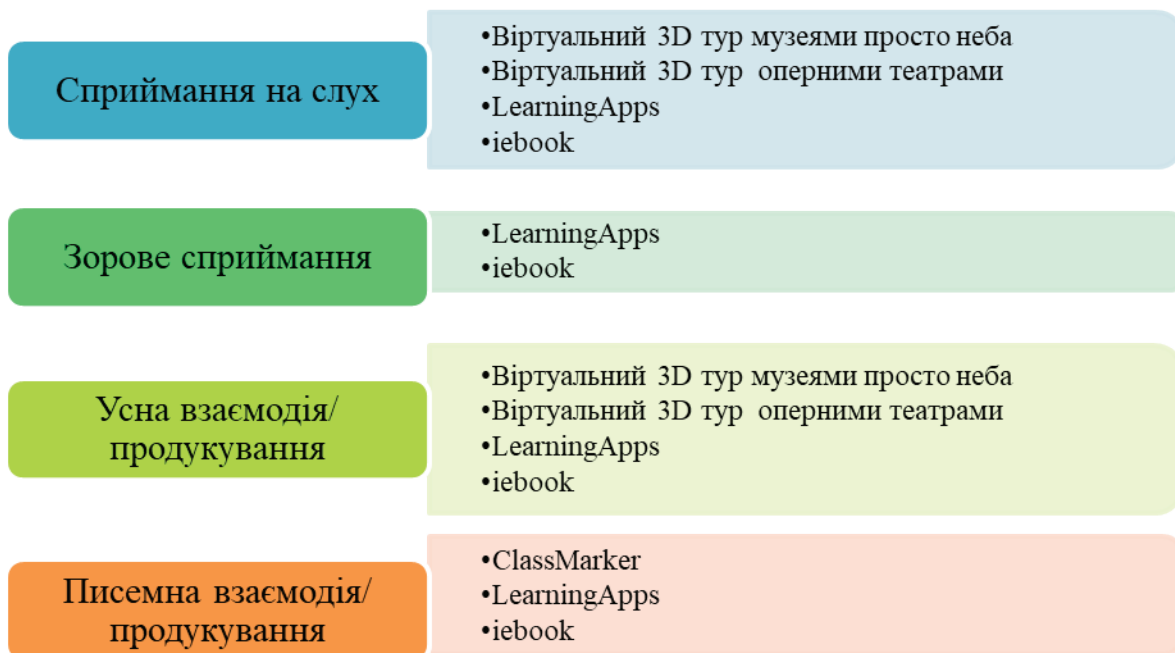 Сприймання на слух
•Віртуальний 3D тур музеями просто неба
•Віртуальний 3D тур оперними театрами
•LearningApps
•iebook
Зорове сприймання
•LearningApps
•iebook
Усна взаємодія/
продукування
•Віртуальний 3D тур музеями просто неба
•Віртуальний 3D тур оперними театрами
•LearningApps
•iebook
Писемна взаємодія/
продукування
•ClassMarker
•LearningApps
•iebook